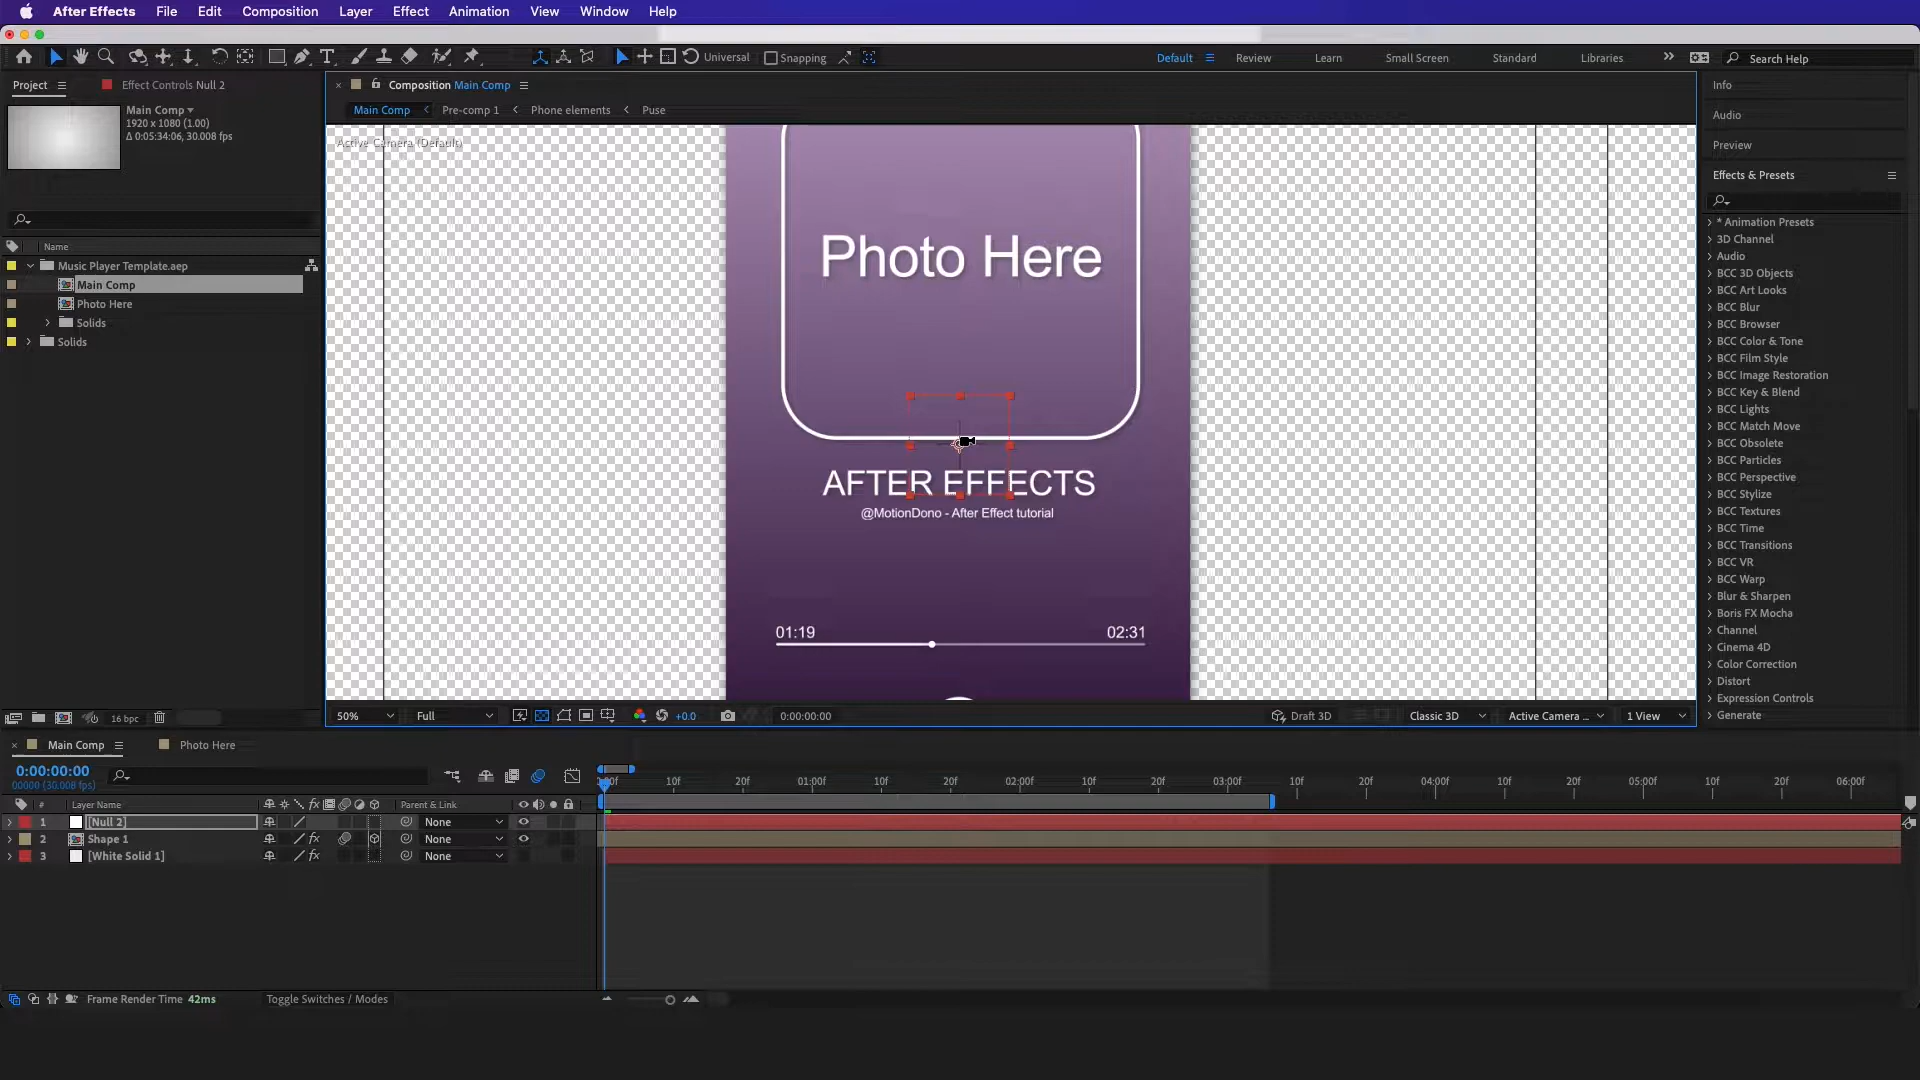 After Effects File Edit Composition Layer Effect Animation View Window Help
Universal Snapping Default Review Learn Small Screen Standard Libraries Search Help
Project Effect Controls Null 2
Main Comp
1920 x 1080 (1.00)
Δ 0:05:34:06, 30.008 fps
Name
Music Player Template.aep
Main Comp
Photo Here
Solids
Solids
16 bpc
Composition Main Comp
Main Comp Pre-comp 1 Phone elements Puse
Active Camera (Default)
Photo Here
AFTER EFFECTS
@MotionDono - After Effect tutorial
01:19 02:31
50% Full +0.0 0:00:00:00 Draft 3D Classic 3D Active Camera ... 1 View
Info
Audio
Preview
Effects & Presets
* Animation Presets
3D Channel
Audio
BCC 3D Objects
BCC Art Looks
BCC Blur
BCC Browser
BCC Color & Tone
BCC Film Style
BCC Image Restoration
BCC Key & Blend
BCC Lights
BCC Match Move
BCC Obsolete
BCC Particles
BCC Perspective
BCC Stylize
BCC Textures
BCC Time
BCC Transitions
BCC VR
BCC Warp
Blur & Sharpen
Boris FX Mocha
Channel
Cinema 4D
Color Correction
Distort
Expression Controls
Generate
Main Comp Photo Here
0:00:00:00
00000 (30.008 fps)
:00f 10f 20f 01:00f 10f 20f 02:00f 10f 20f 03:00f 10f 20f 04:00f 10f 20f 05:00f 10f 20f 06:00f
# Layer Name Parent & Link
1 [Null 2] None
2 Shape 1 None
3 [White Solid 1] None
Frame Render Time 42ms Toggle Switches / Modes